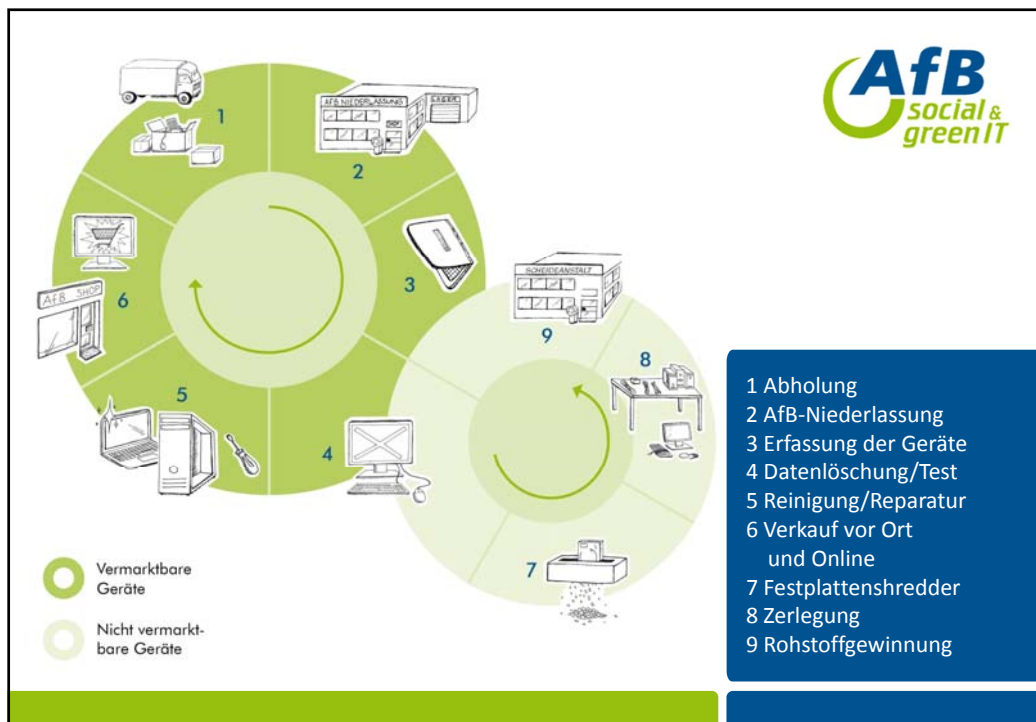 AfB
social &
green IT
1
AFB NIEDERLASSUNG
LAGER
SHOP
2
3
4
5
6
AFB SHOP
SCHEIDEANSTALT
9
8
7
Vermarktbare
Geräte
Nicht vermarkt-
bare Geräte
1 Abholung
2 AfB-Niederlassung
3 Erfassung der Geräte
4 Datenlöschung/Test
5 Reinigung/Reparatur
6 Verkauf vor Ort
und Online
7 Festplattenshredder
8 Zerlegung
9 Rohstoffgewinnung